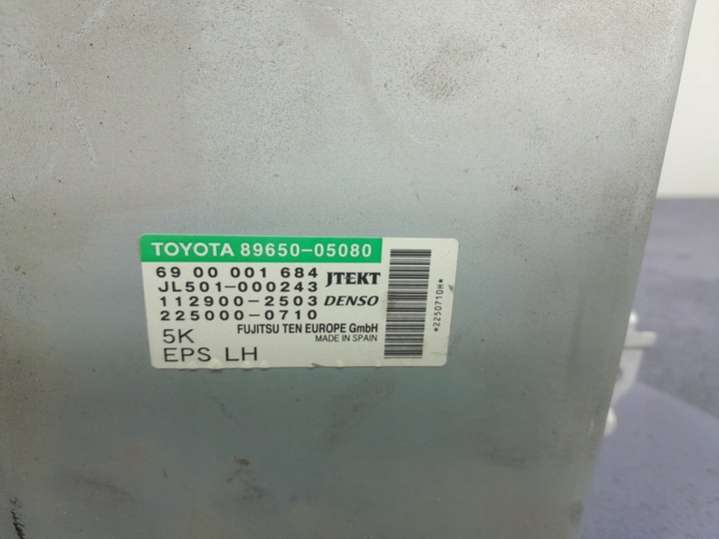 TOYOTA 89650-05080
69 00 001 684 JTEKT
JL501-000243
112900-2503 DENSO
225000-0710
FUJITSU TEN EUROPE GmbH
5K MADE IN SPAIN
EPS LH
*2250710H*